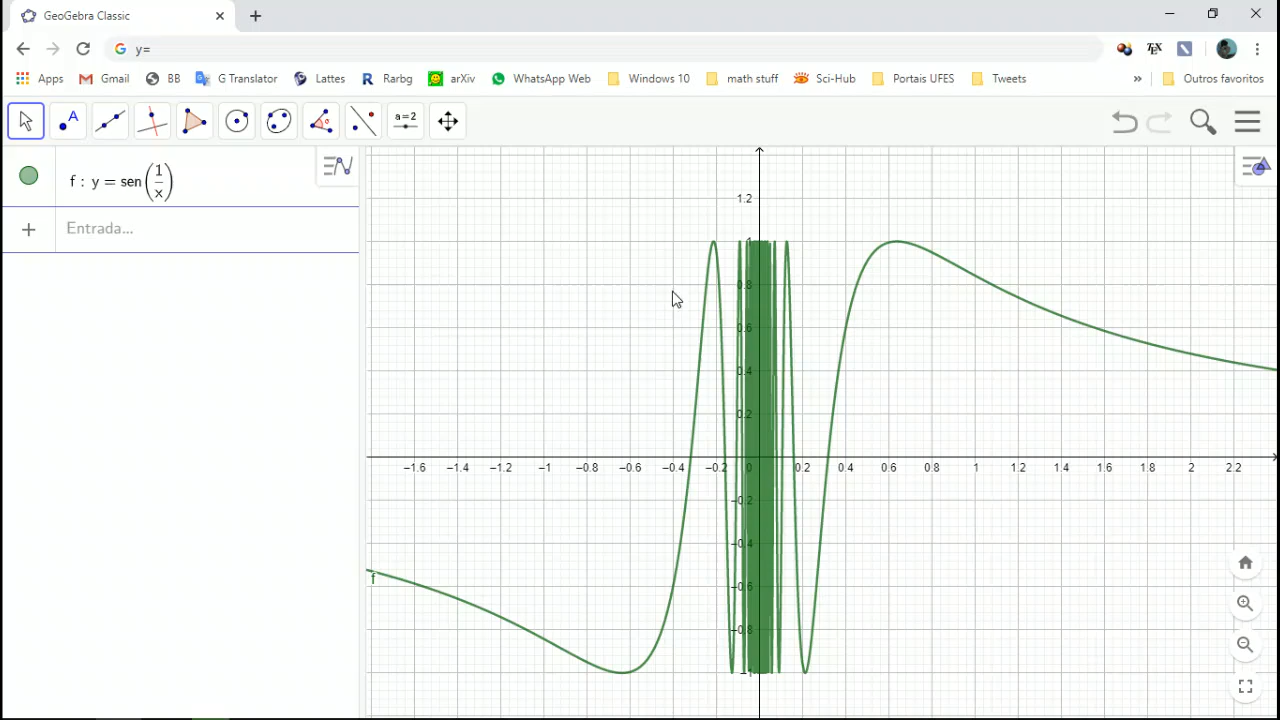 GeoGebra Classic
y=
Apps Gmail BB G Translator Lattes Rarbg arXiv WhatsApp Web Windows 10 math stuff Sci-Hub Portais UFES Tweets » Outros favoritos
A a=2
f : y = sen(1/x)
Entrada...
1.2
1
0.8
0.6
0.4
0.2
−1.6 −1.4 −1.2 −1 −0.8 −0.6 −0.4 −0.2 0 0.2 0.4 0.6 0.8 1 1.2 1.4 1.6 1.8 2 2.2
−0.2
−0.4
f
−0.6
−0.8
−1